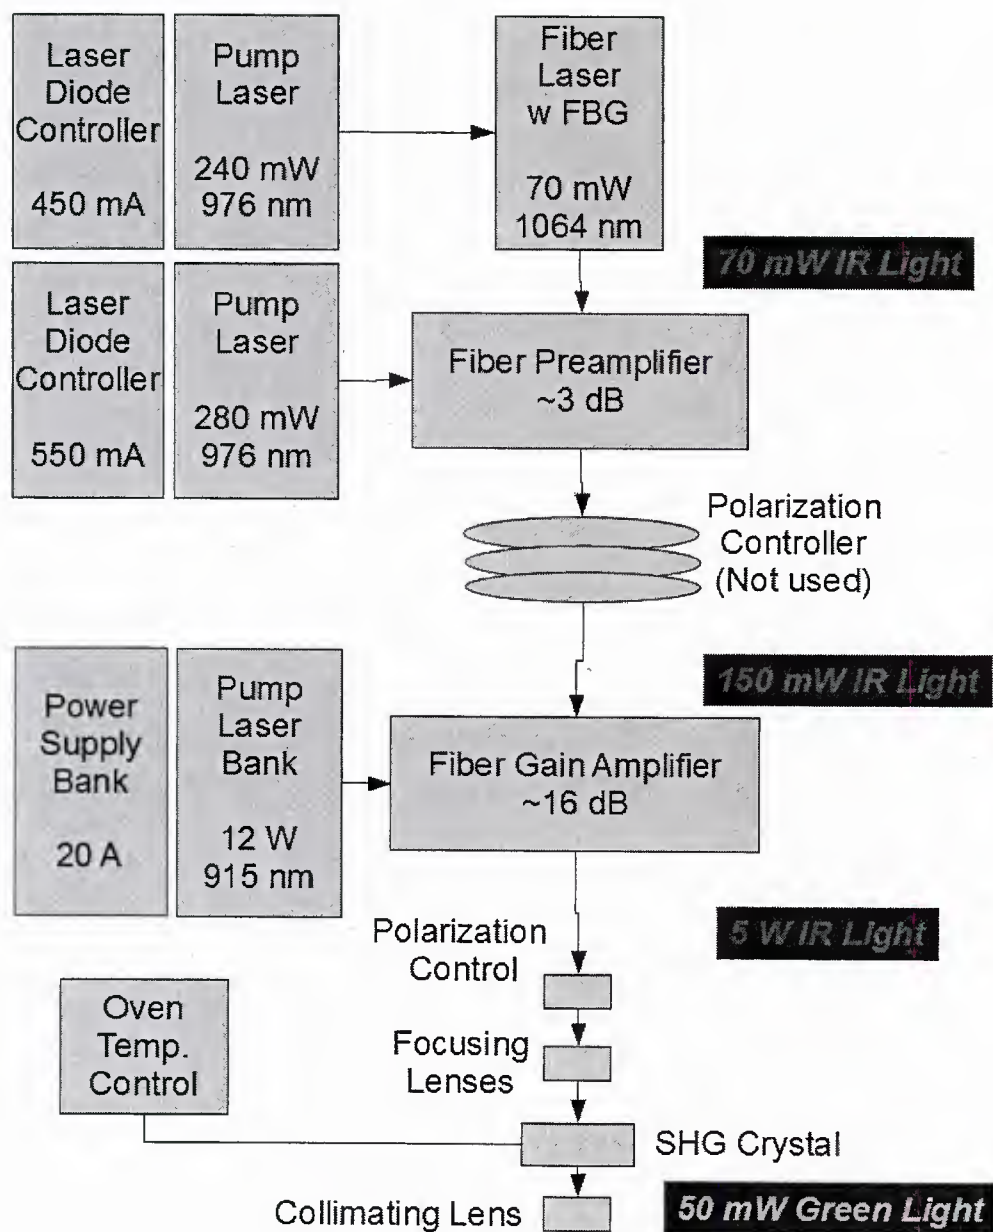 Laser
Diode
Controller
450 mA
Pump
Laser
240 mW
976 nm
Fiber
Laser
w FBG
70 mW
1064 nm
70 mW IR Light
Laser
Diode
Controller
550 mA
Pump
Laser
280 mW
976 nm
Fiber Preamplifier
~3 dB
Polarization
Controller
(Not used)
150 mW IR Light
Power
Supply
Bank
20 A
Pump
Laser
Bank
12 W
915 nm
Fiber Gain Amplifier
~16 dB
5 W IR Light
Polarization
Control
Oven
Temp.
Control
Focusing
Lenses
SHG Crystal
Collimating Lens
50 mW Green Light